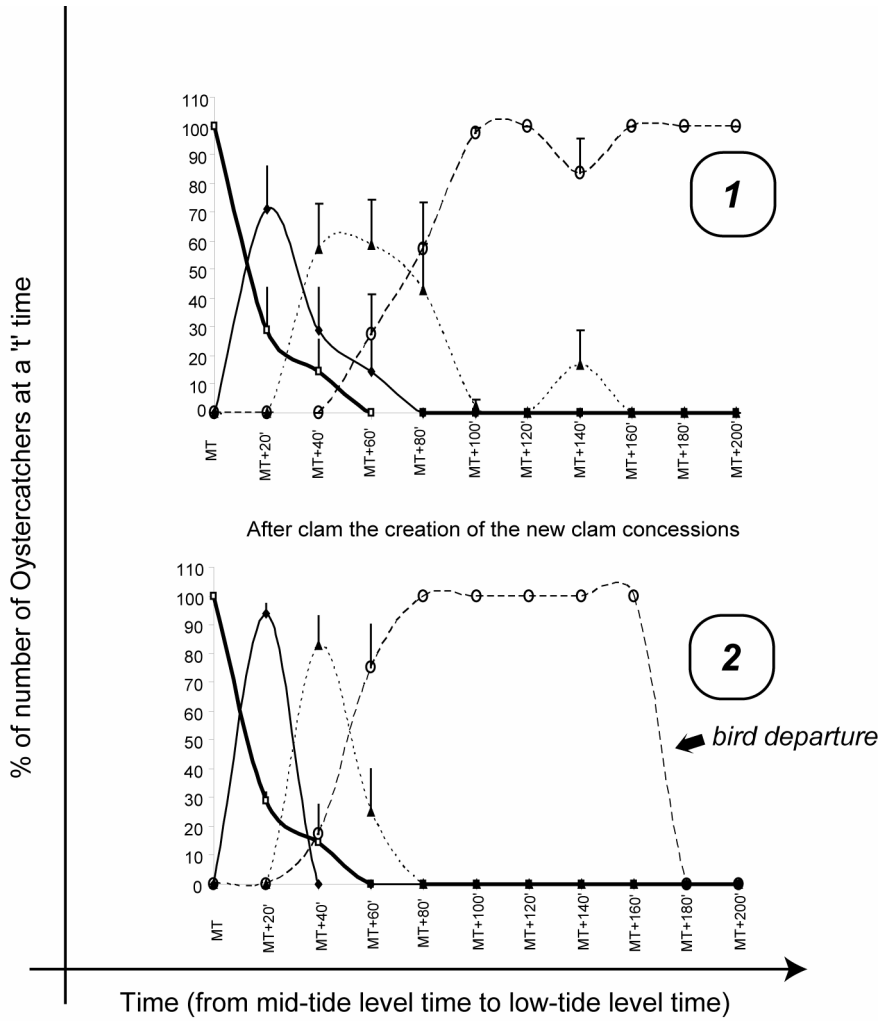 110
100
90
80
70
60
50
40
30
20
10
0
MT
MT+20'
MT+40'
MT+60'
MT+80'
MT+100'
MT+120'
MT+140'
MT+160'
MT+180'
MT+200'
1
After clam the creation of the new clam concessions
110
100
90
80
70
60
50
40
30
20
10
0
MT
MT+20'
MT+40'
MT+60'
MT+80'
MT+100'
MT+120'
MT+140'
MT+160'
MT+180'
MT+200'
2
bird departure
% of number of Oystercatchers at a 't' time
Time (from mid-tide level time to low-tide level time)